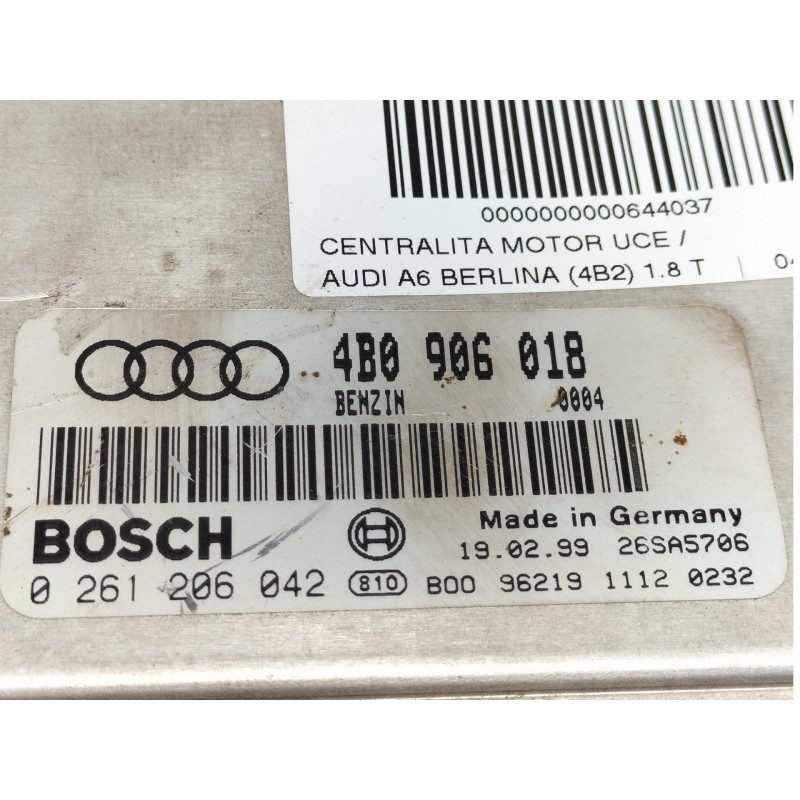 0000000000644037
CENTRALITA MOTOR UCE /
AUDI A6 BERLINA (4B2) 1.8 T | 04
4B0 906 018
BENZIN 0004
BOSCH
Made in Germany
19.02.99 26SA5706
0 261 206 042 810 B00 96219 1112 0232